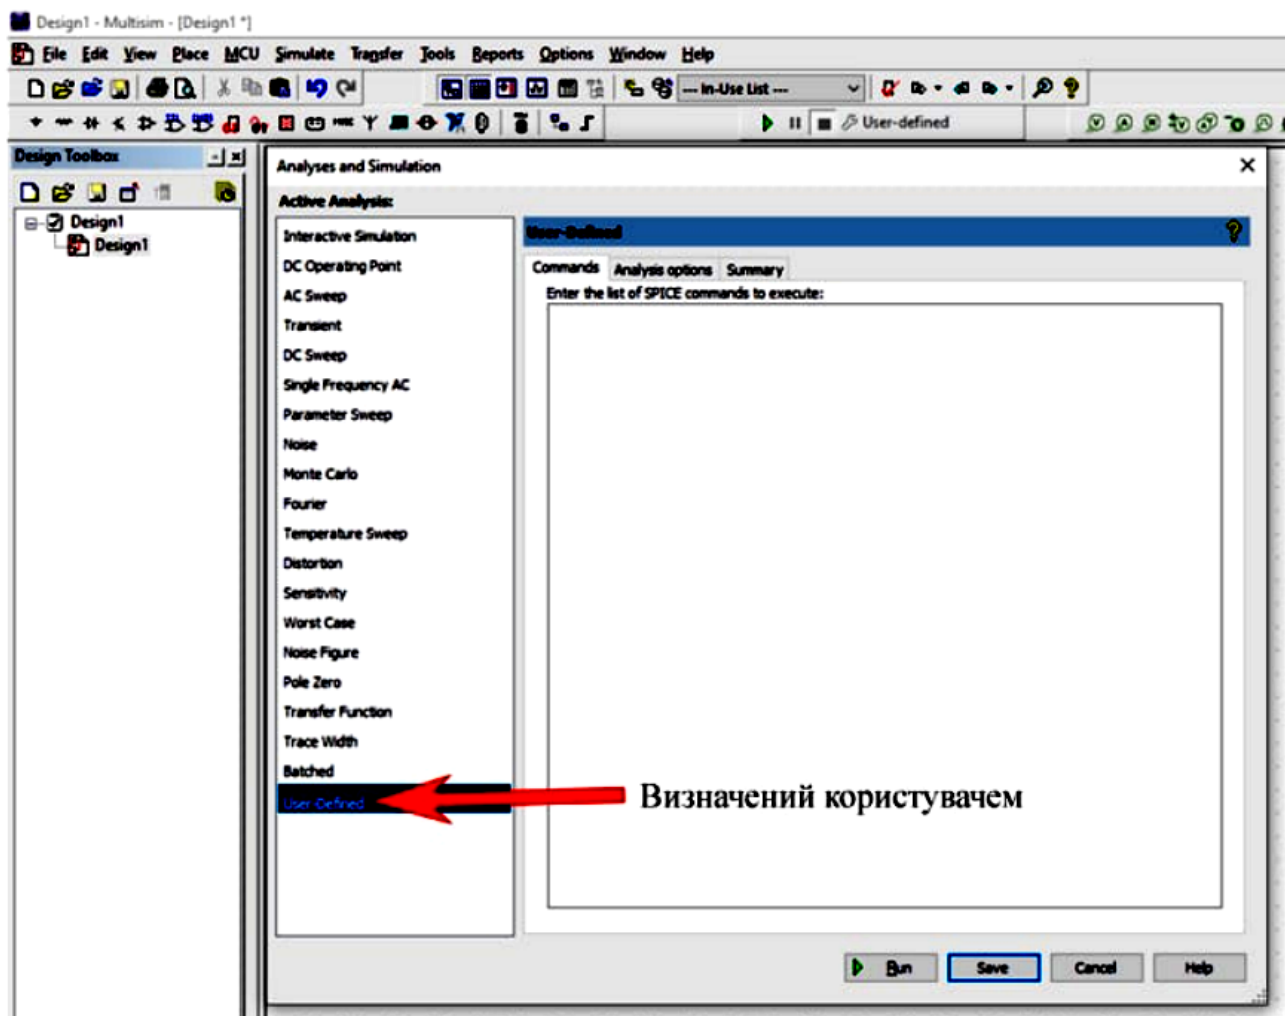 Design1 - Multisim - [Design1 *]
File Edit View Place MCU Simulate Transfer Tools Reports Options Window Help
--- In-Use List ---
User-defined
Design Toolbox
Design1
Design1
Analyses and Simulation
Active Analysis:
Interactive Simulation
DC Operating Point
AC Sweep
Transient
DC Sweep
Single Frequency AC
Parameter Sweep
Noise
Monte Carlo
Fourier
Temperature Sweep
Distortion
Sensitivity
Worst Case
Noise Figure
Pole Zero
Transfer Function
Trace Width
Batched
User-Defined
User-Defined
Commands Analysis options Summary
Enter the list of SPICE commands to execute:
Визначений користувачем
Run Save Cancel Help